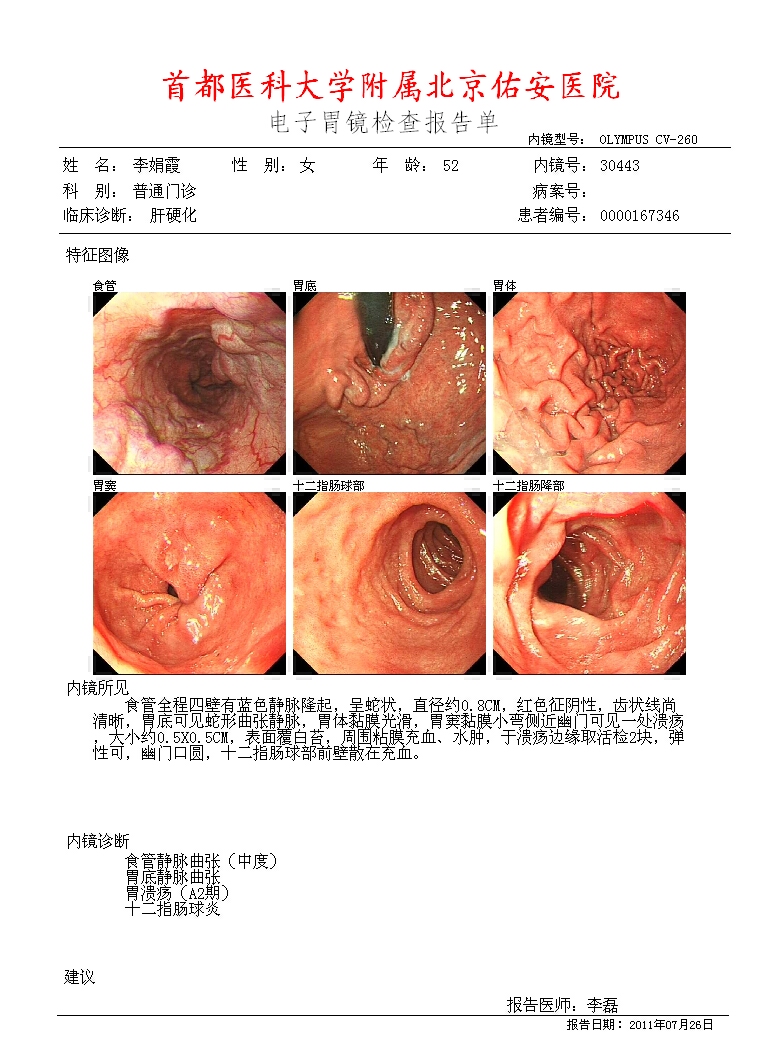 首都医科大学附属北京佑安医院
电子胃镜检查报告单
内镜型号: OLYMPUS CV-260
姓 名: 李娟霞 性 别: 女 年 龄: 52 内镜号: 30443
科 别: 普通门诊 病案号:
临床诊断: 肝硬化 患者编号: 0000167346
特征图像
食管 胃底 胃体
胃窦 十二指肠球部 十二指肠降部
内镜所见
食管全程四壁有蓝色静脉隆起，呈蛇状，直径约0.8CM，红色征阴性，齿状线尚
清晰，胃底可见蛇形曲张静脉，胃体黏膜光滑，胃窦黏膜小弯侧近幽门可见一处溃疡
，大小约0.5X0.5CM，表面覆白苔，周围粘膜充血、水肿，于溃疡边缘取活检2块，弹
性可，幽门口圆，十二指肠球部前壁散在充血。
内镜诊断
食管静脉曲张（中度）
胃底静脉曲张
胃溃疡（A2期）
十二指肠球炎
建议
报告医师: 李磊
报告日期: 2011年07月26日